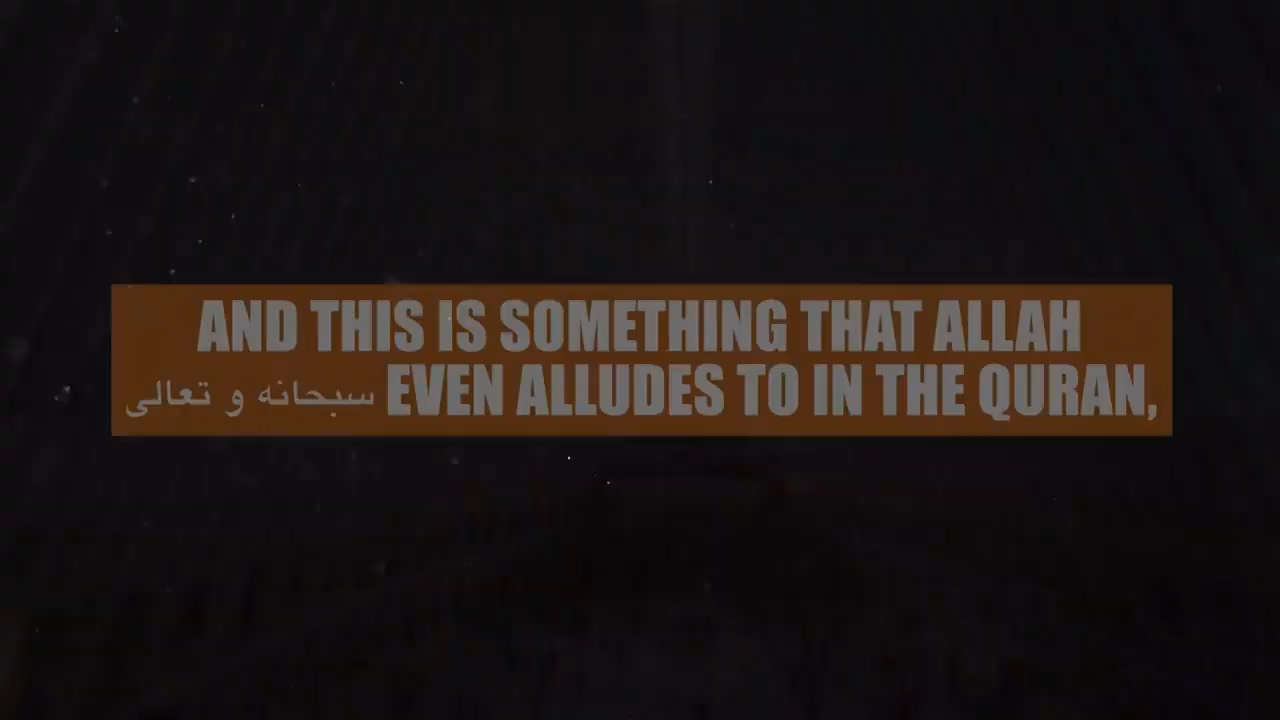 AND THIS IS SOMETHING THAT ALLAH
سبحانه و تعالى EVEN ALLUDES TO IN THE QURAN,